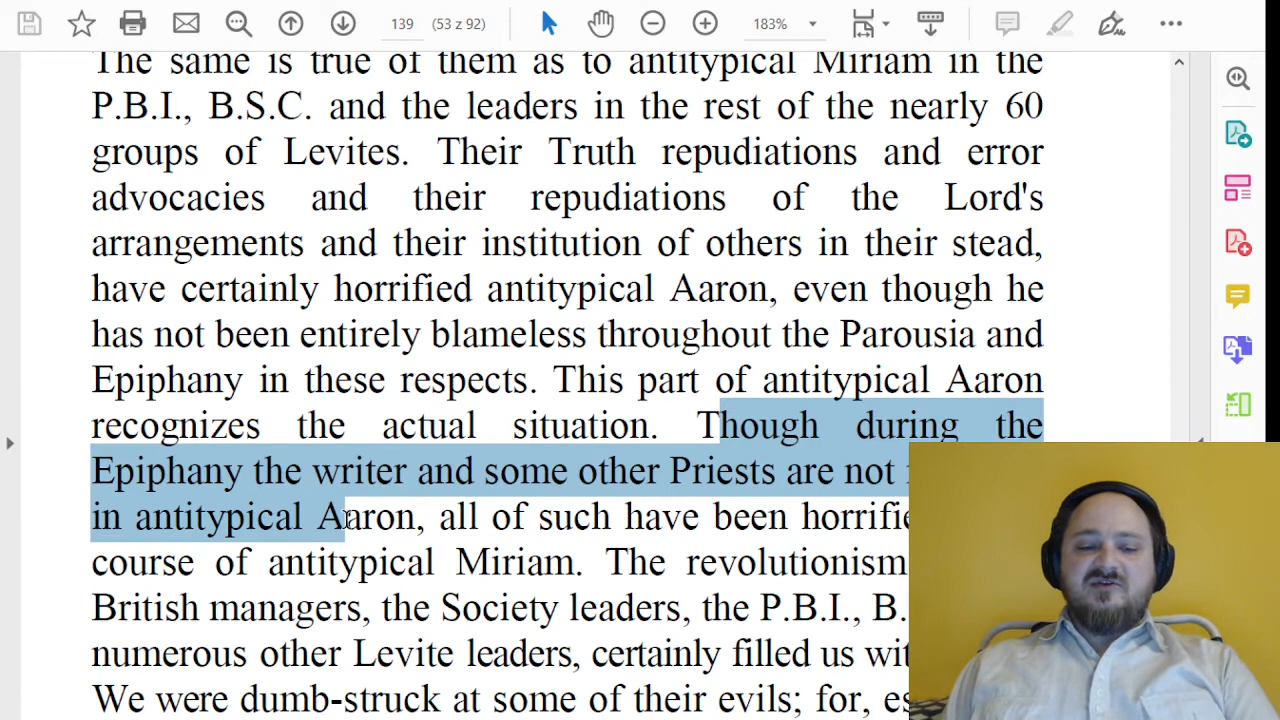 139 (53 z 92) 183%
The same is true of them as to antitypical Miriam in the
P.B.I., B.S.C. and the leaders in the rest of the nearly 60
groups of Levites. Their Truth repudiations and error
advocacies and their repudiations of the Lord's
arrangements and their institution of others in their stead,
have certainly horrified antitypical Aaron, even though he
has not been entirely blameless throughout the Parousia and
Epiphany in these respects. This part of antitypical Aaron
recognizes the actual situation. Though during the
Epiphany the writer and some other Priests are not
in antitypical Aaron, all of such have been
course of antitypical Miriam. The
British managers, the Society leaders, the P.B.I.,
numerous other Levite leaders, certainly filled us
We were dumb-struck at some of their evils; for,